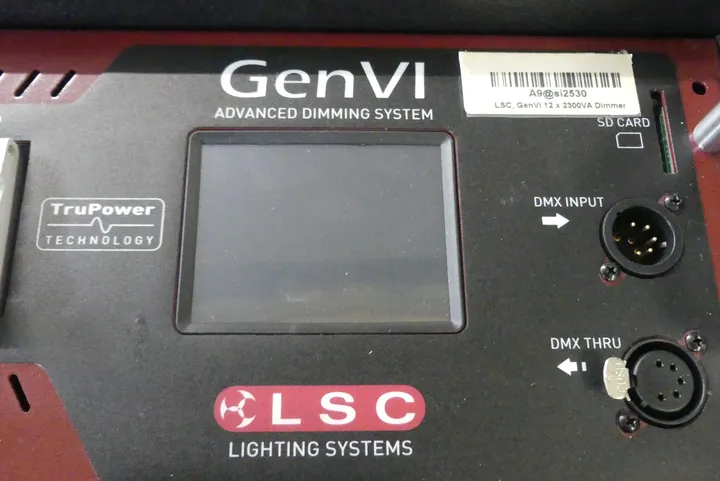 GenVI
ADVANCED DIMMING SYSTEM
A9@si2530
LSC, GenVI 12 x 2300VA Dimmer
SD CARD
TruPower
TECHNOLOGY
DMX INPUT
DMX THRU
LSC
LIGHTING SYSTEMS